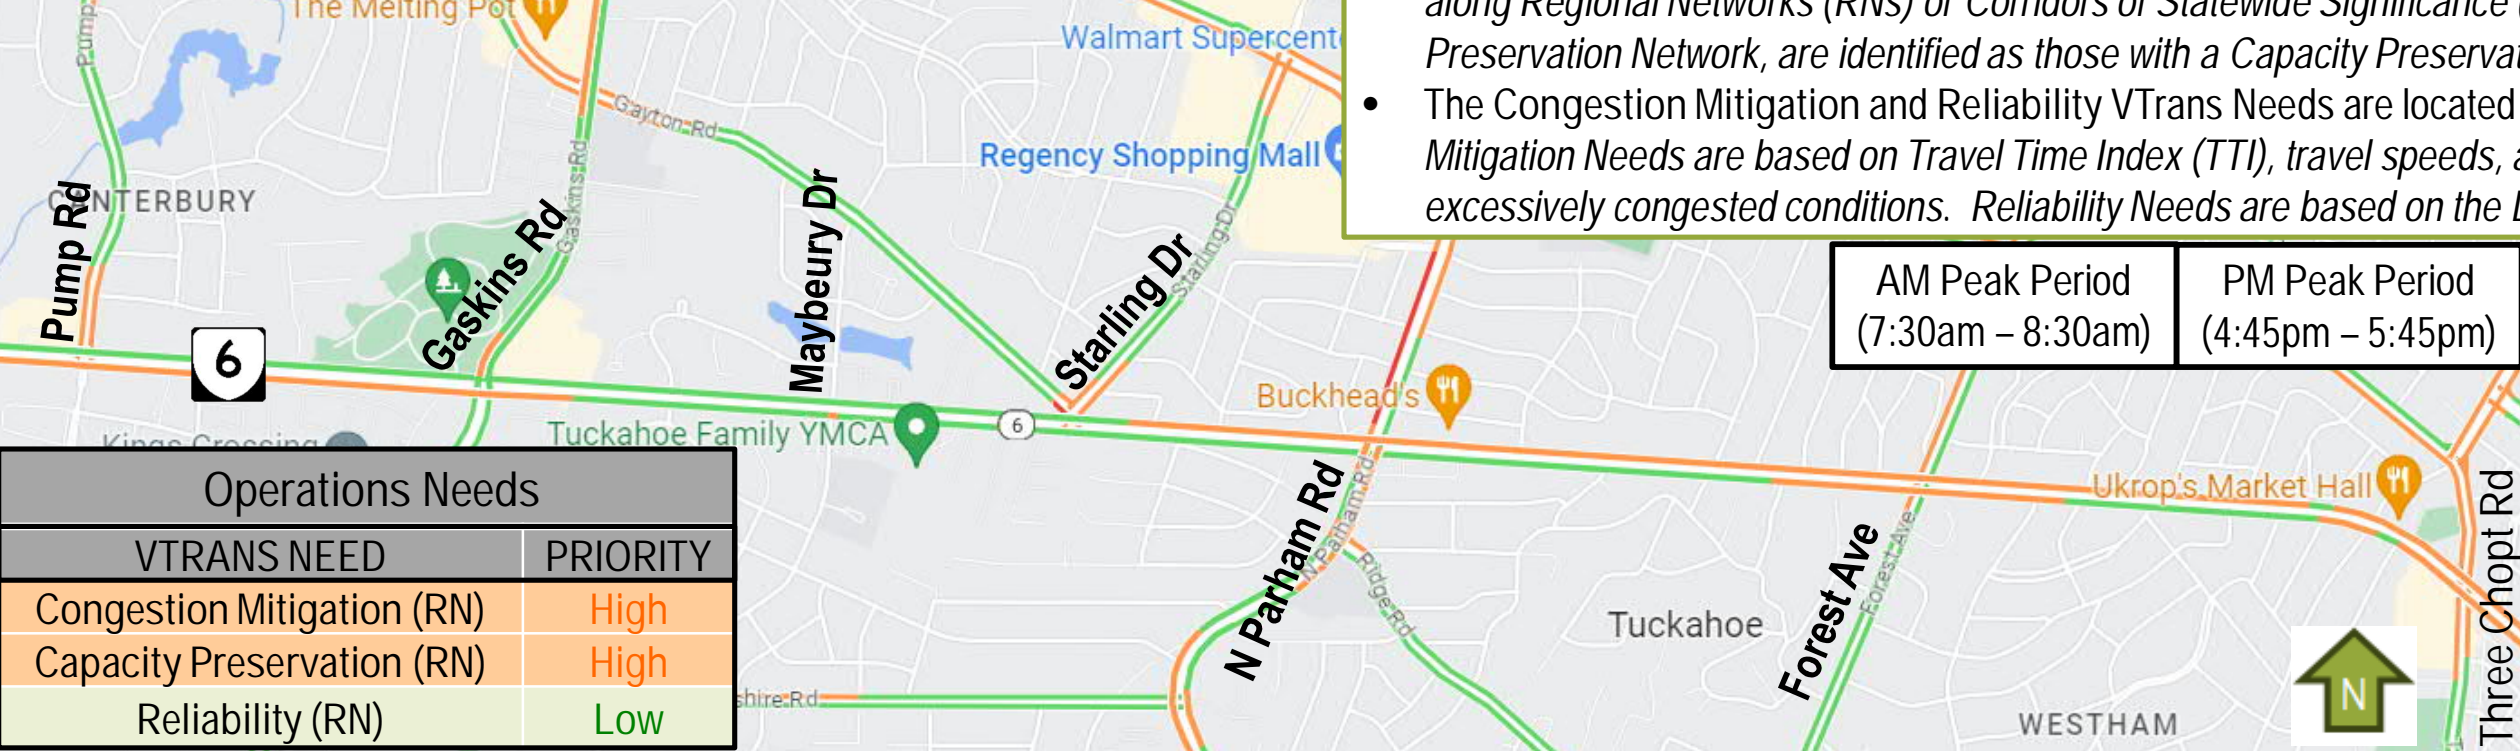 The Melting Pot
Pump
along Regional Networks (RNs) or Corridors of Statewide Significance
Walmart Supercent
Preservation Network, are identified as those with a Capacity Preservat
Gayton Rd
• The Congestion Mitigation and Reliability VTrans Needs are located
Regency Shopping Mall
Mitigation Needs are based on Travel Time Index (TTI), travel speeds, a
excessively congested conditions. Reliability Needs are based on the
CANTERBURY
Pump Rd
Gaskins Rd
Gaskins Rd
Maybeury Dr
Starling Dr
Starling Dr
AM Peak Period
(7:30am – 8:30am)
PM Peak Period
(4:45pm – 5:45pm)
6
Buckhead's
6
Tuckahoe Family YMCA
Kings Crossing
Ukrop's Market Hall
N Parham Rd
N Parham Rd
Ridge Rd
Forest Ave
Forest Ave
Three Chopt Rd
Tuckahoe
Operations Needs
VTRANS NEED PRIORITY
Congestion Mitigation (RN) High
Capacity Preservation (RN) High
Reliability (RN) Low
shire Rd
WESTHAM
N